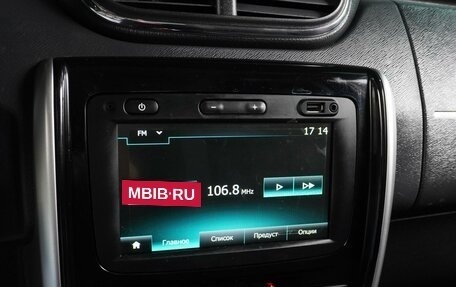 FM
17 14
MBIB·RU
106.8 MHz
Главное
Список
Предуст.
Опции